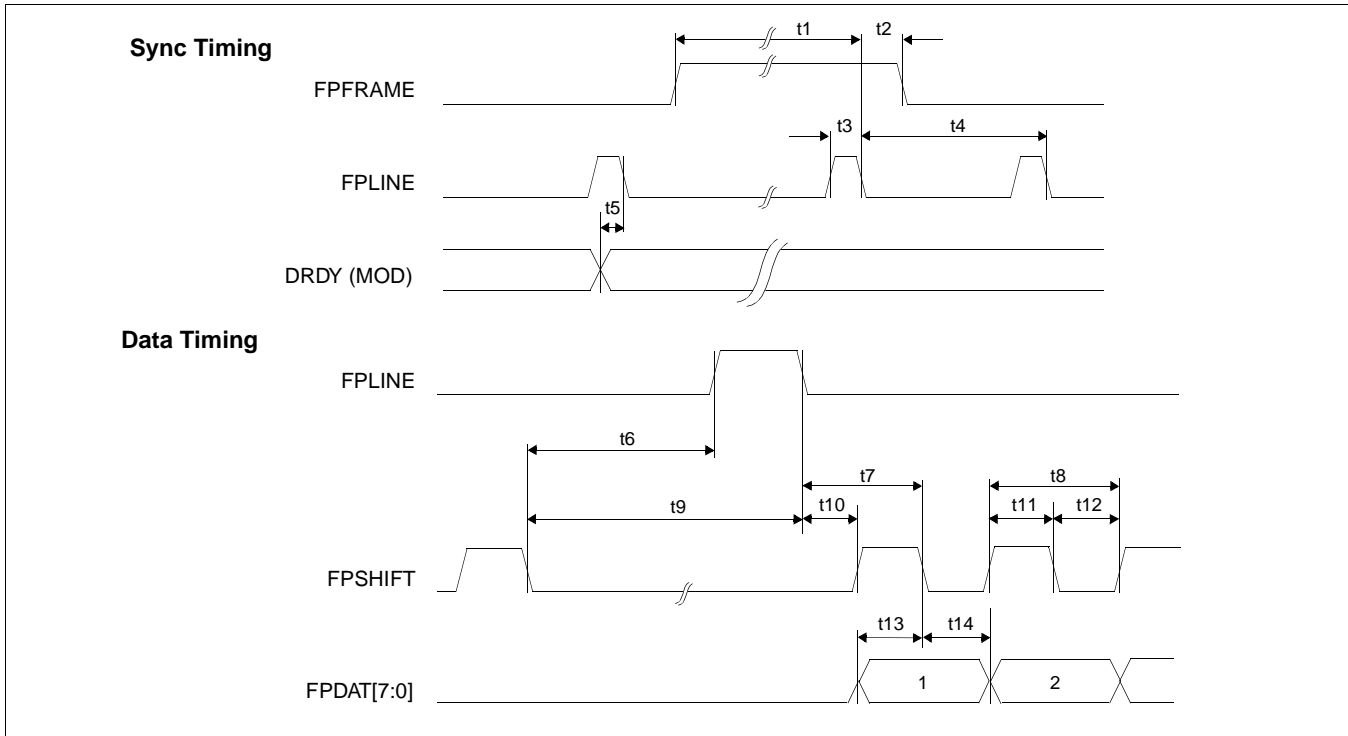 Sync Timing
t1
t2
FPFRAME
t3
t4
FPLINE
t5
DRDY (MOD)
Data Timing
FPLINE
t6
t7
t8
t9
t10
t11
t12
FPSHIFT
t13
t14
FPDAT[7:0]
1
2